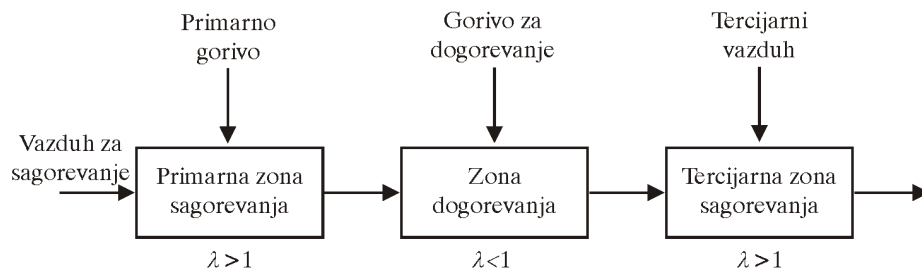 Primarno
gorivo
Gorivo za
dogorevanje
Tercijarni
vazduh
Vazduh za
sagorevanje
Primarna zona
sagorevanja
Zona
dogorevanja
Tercijarna zona
sagorevanja
λ>1
λ<1
λ>1